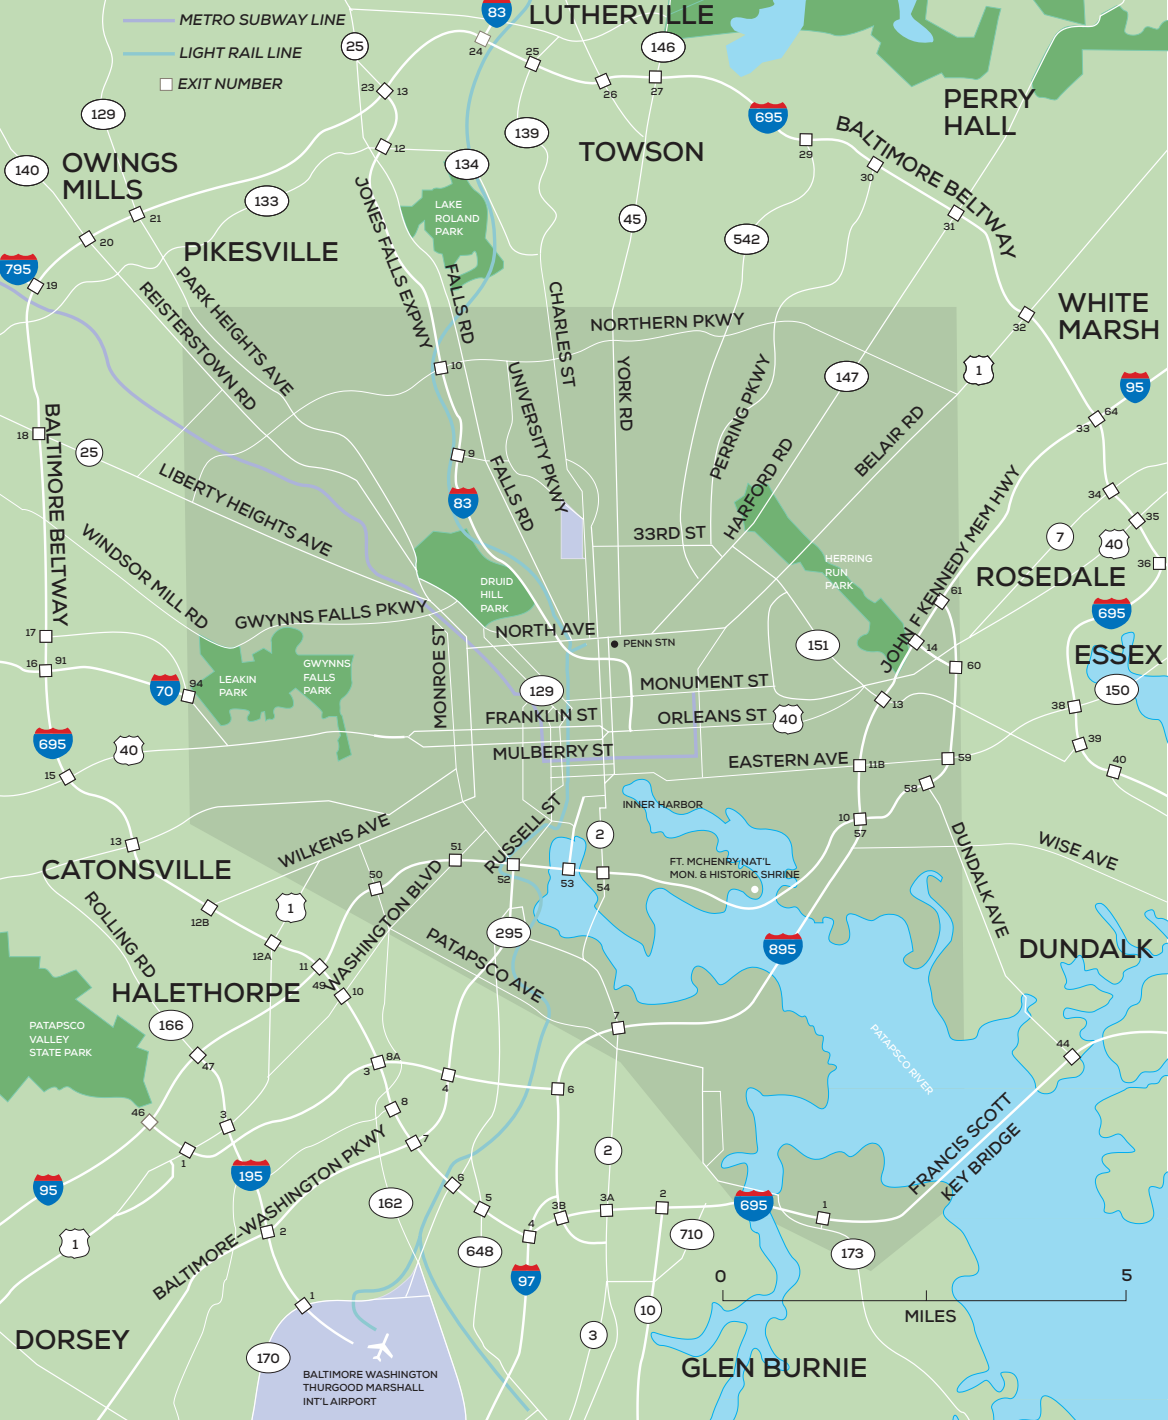 METRO SUBWAY LINE
LIGHT RAIL LINE
EXIT NUMBER
83
LUTHERVILLE
25
24
25
146
26
27
23
13
129
695
PERRY
HALL
BALTIMORE BELTWAY
139
12
TOWSON
29
30
140
OWINGS
MILLS
134
133
JONES FALLS EXPWY
LAKE
ROLAND
PARK
45
542
21
20
31
PIKESVILLE
795
19
PARK HEIGHTS AVE
REISTERSTOWN RD
FALLS RD
CHARLES ST
NORTHERN PKWY
WHITE
MARSH
32
10
UNIVERSITY PKWY
YORK RD
PERRING PKWY
147
1
95
BALTIMORE BELTWAY
18
25
BELAIR RD
64
33
HARFORD RD
9
FALLS RD
LIBERTY HEIGHTS AVE
83
34
35
JOHN F KENNEDY MEM HWY
WINDSOR MILL RD
33RD ST
7
40
36
HERRING
RUN
PARK
ROSEDALE
DRUID
HILL
PARK
61
695
GWYNNS FALLS PKWY
NORTH AVE
PENN STN
17
151
14
ESSEX
16
91
60
MONROE ST
GWYNNS
FALLS
PARK
LEAKIN
PARK
70
94
129
MONUMENT ST
150
13
38
FRANKLIN ST
ORLEANS ST
40
695
40
MULBERRY ST
39
EASTERN AVE
11B
59
40
15
58
INNER HARBOR
RUSSELL ST
10
57
2
13
WILKENS AVE
DUNDALK AVE
WISE AVE
51
CATONSVILLE
52
53
54
FT. MCHENRY NAT'L
MON. & HISTORIC SHRINE
50
WASHINGTON BLVD
ROLLING RD
12B
1
295
895
PATAPSCO AVE
12A
11
DUNDALK
49
10
HALETHORPE
PATAPSCO
VALLEY
STATE PARK
166
7
PATAPSCO RIVER
44
47
8A
3
4
6
46
3
8
FRANCIS SCOTT
KEY BRIDGE
1
7
2
BALTIMORE-WASHINGTON PKWY
195
95
6
162
5
3B
3A
2
695
1
4
2
1
648
710
173
97
0
5
1
MILES
10
3
DORSEY
170
GLEN BURNIE
BALTIMORE WASHINGTON
THURGOOD MARSHALL
INT'L AIRPORT